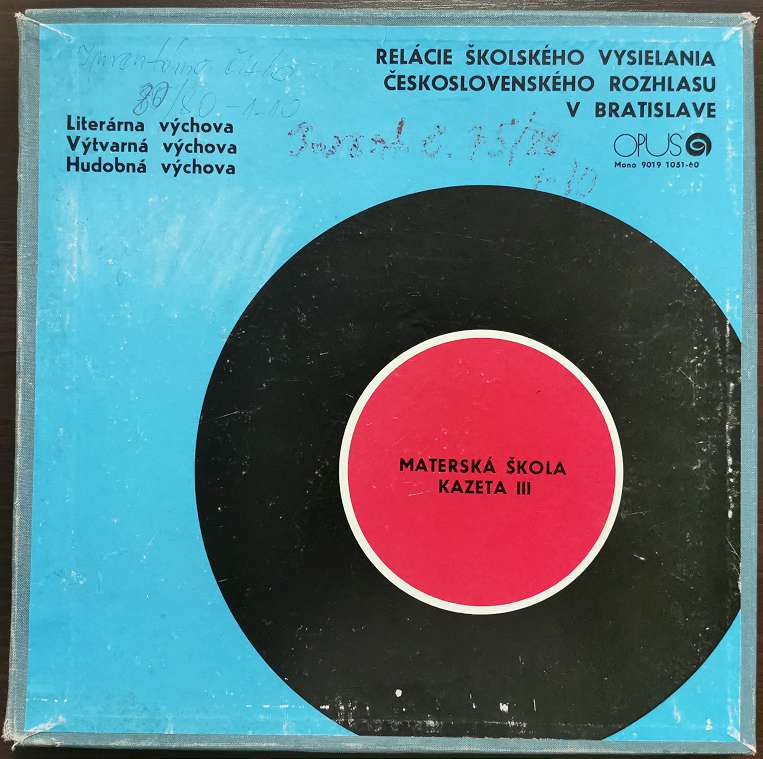 RELÁCIE ŠKOLSKÉHO VYSIELANIA
ČESKOSLOVENSKÉHO ROZHLASU
V BRATISLAVE
OPUS
Mono 9019 1051-60
Literárna výchova
Výtvarná výchova
Hudobná výchova
MATERSKÁ ŠKOLA
KAZETA III